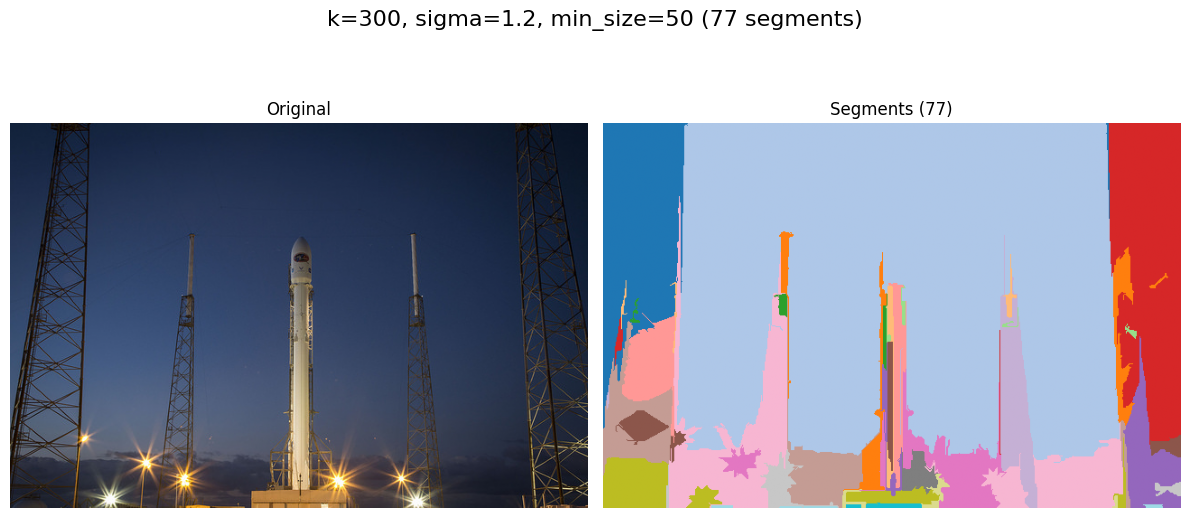 k=300, sigma=1.2, min_size=50 (77 segments)
Original
Segments (77)